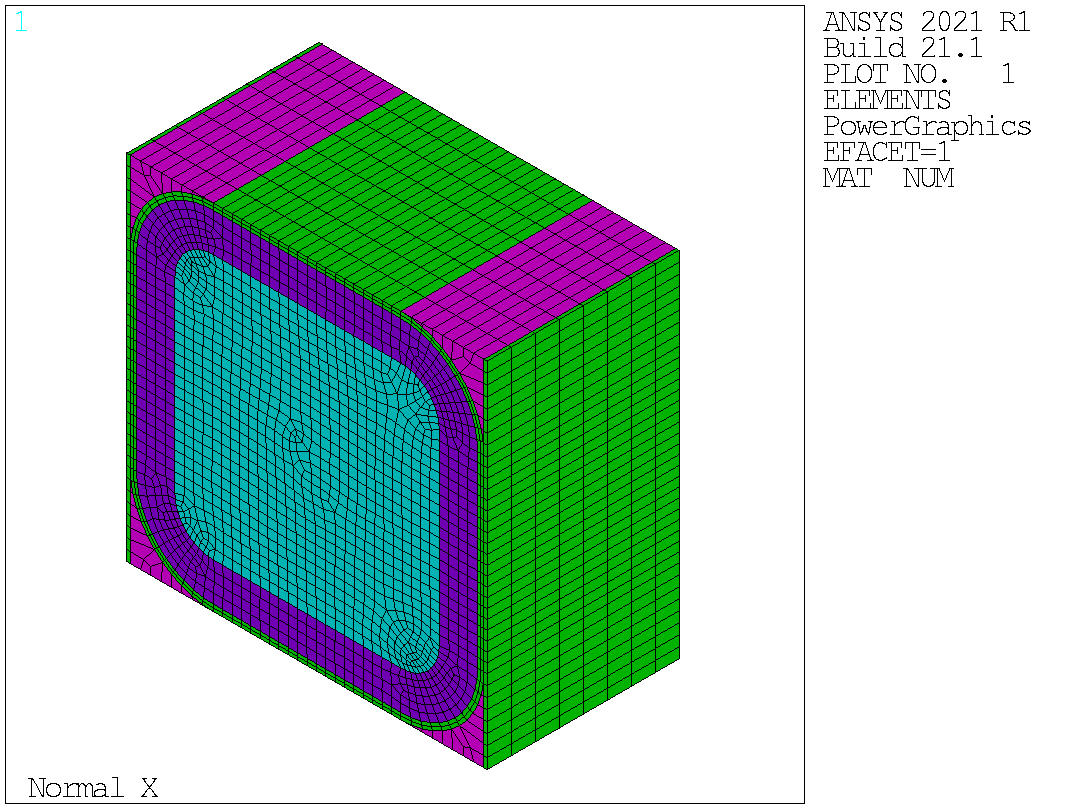 1
ANSYS 2021 R1
Build 21.1
PLOT NO. 1
ELEMENTS
PowerGraphics
EFACET=1
MAT NUM
Normal X